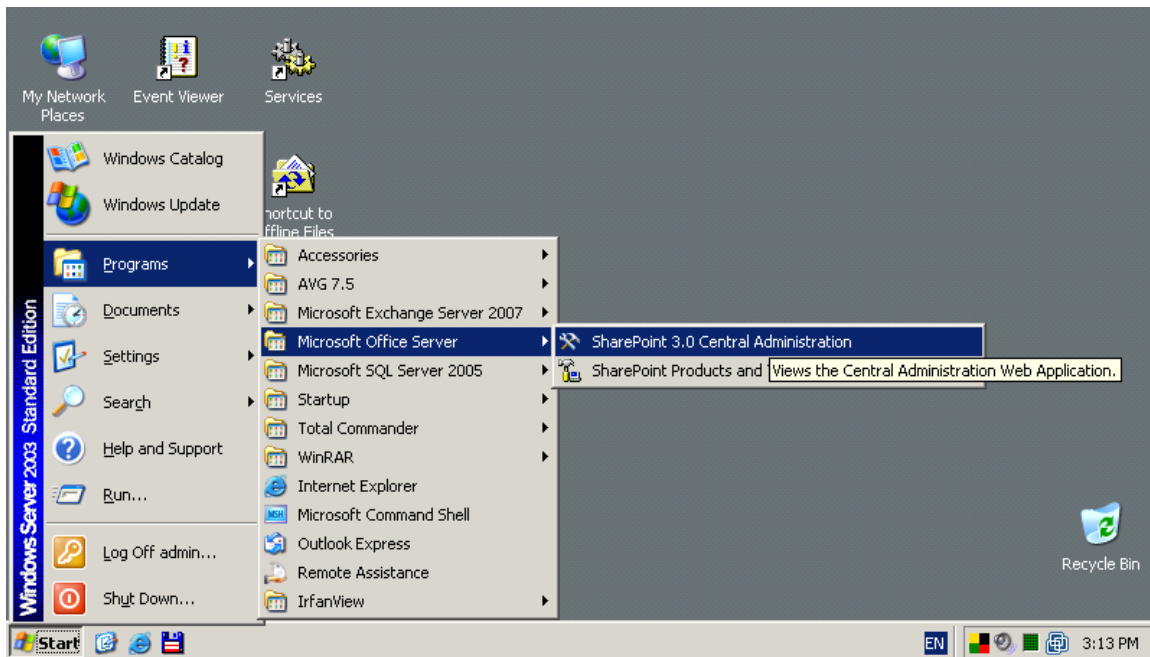 My Network
Places
Event Viewer
Services
hortcut to
ffline Files
Windows Server 2003 Standard Edition
Windows Catalog
Windows Update
Programs
Documents
Settings
Search
Help and Support
Run...
Log Off admin...
Shut Down...
Accessories
AVG 7.5
Microsoft Exchange Server 2007
Microsoft Office Server
Microsoft SQL Server 2005
Startup
Total Commander
WinRAR
Internet Explorer
Microsoft Command Shell
Outlook Express
Remote Assistance
IrfanView
SharePoint 3.0 Central Administration
SharePoint Products and
Views the Central Administration Web Application.
Recycle Bin
Start
EN
3:13 PM